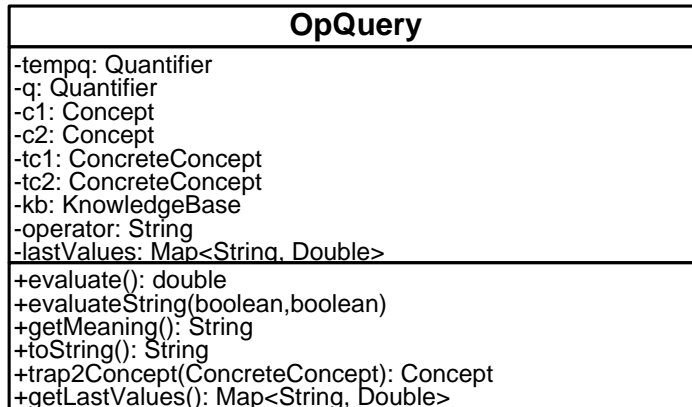 OpQuery
-tempq: Quantifier
-q: Quantifier
-c1: Concept
-c2: Concept
-tc1: ConcreteConcept
-tc2: ConcreteConcept
-kb: KnowledgeBase
-operator: String
-lastValues: Map<String, Double>
+evaluate(): double
+evaluateString(boolean,boolean)
+getMeaning(): String
+toString(): String
+trap2Concept(ConcreteConcept): Concept
+getLastValues(): Map<String, Double>